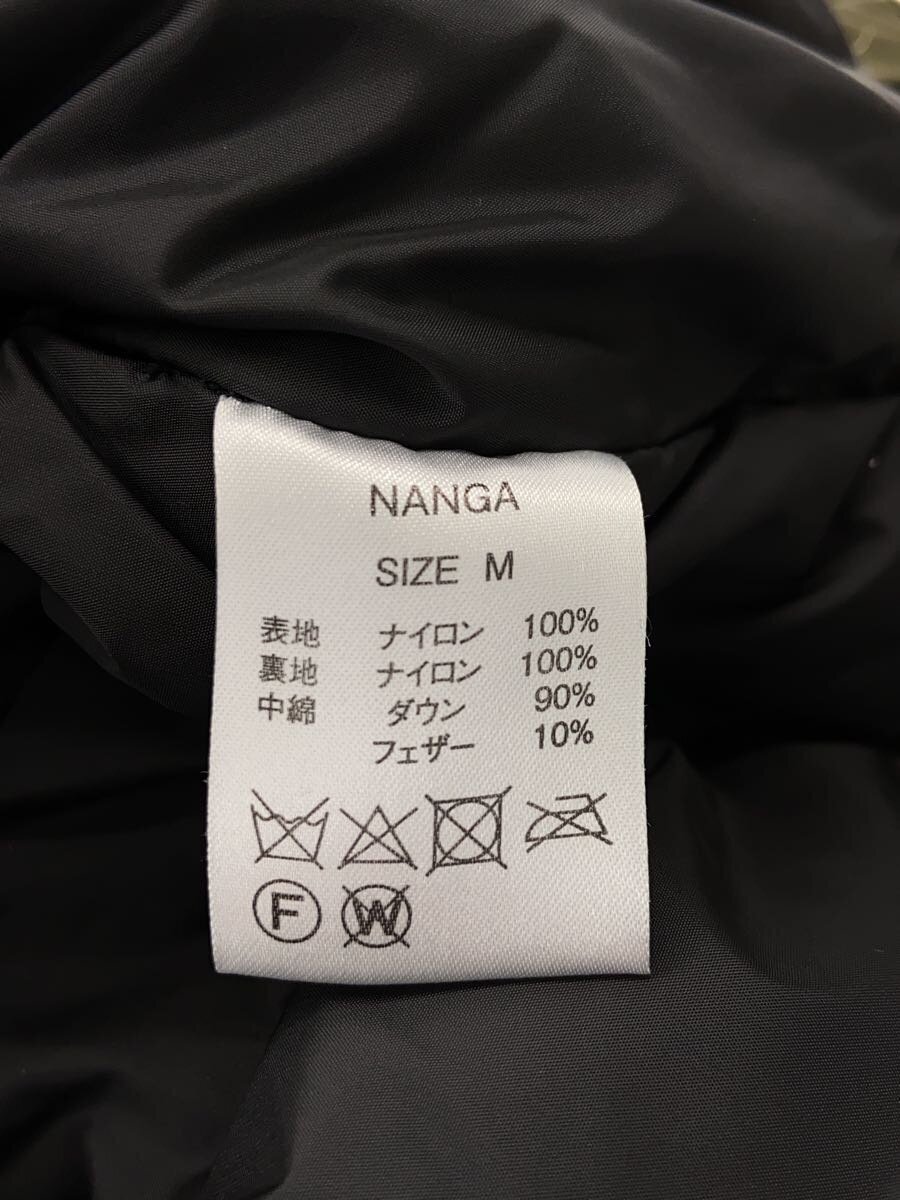 NANGA
SIZE M
表地 ナイロン 100%
裏地 ナイロン 100%
中綿 ダウン 90%
フェザー 10%
F W